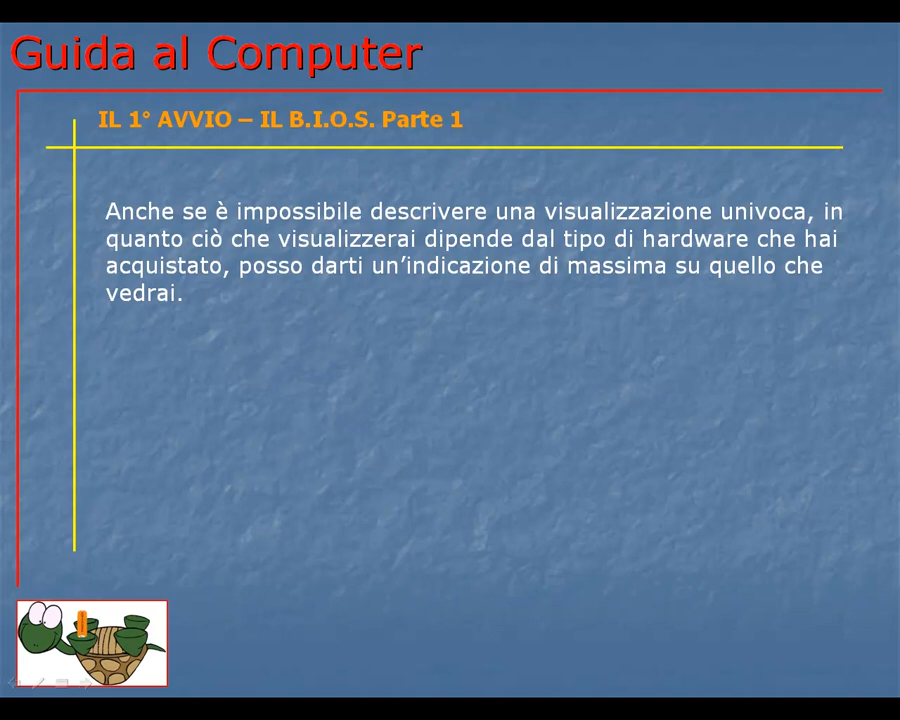 Guida al Computer
IL 1° AVVIO – IL B.I.O.S. Parte 1
Anche se è impossibile descrivere una visualizzazione univoca, in
quanto ciò che visualizzerai dipende dal tipo di hardware che hai
acquistato, posso darti un’indicazione di massima su quello che
vedrai.